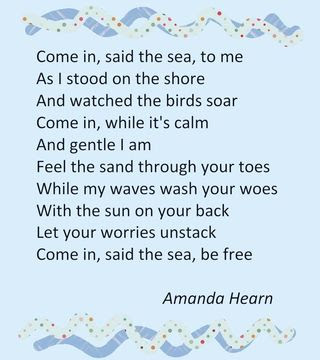 Come in, said the sea, to me
As I stood on the shore
And watched the birds soar
Come in, while it's calm
And gentle I am
Feel the sand through your toes
While my waves wash your woes
With the sun on your back
Let your worries unstack
Come in, said the sea, be free
Amanda Hearn